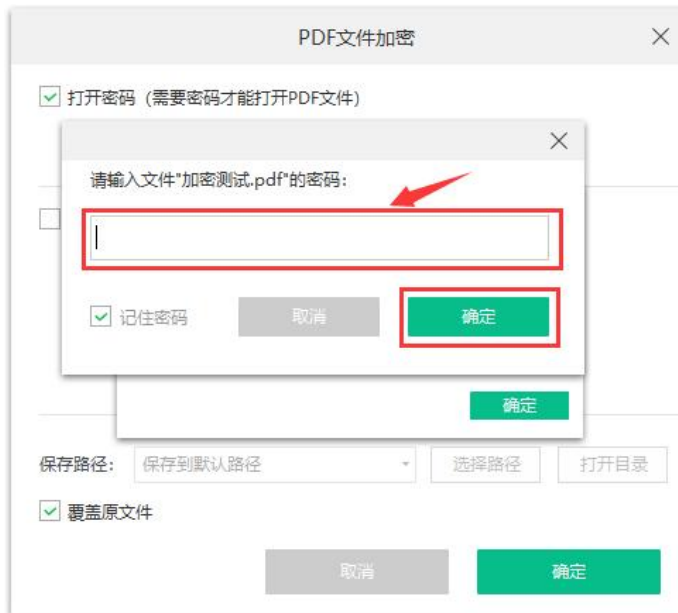 PDF文件加密
打开密码 (需要密码才能打开PDF文件)
请输入文件"加密测试.pdf"的密码:
记住密码
取消
确定
确定
保存路径:
保存到默认路径
选择路径
打开目录
覆盖原文件
取消
确定